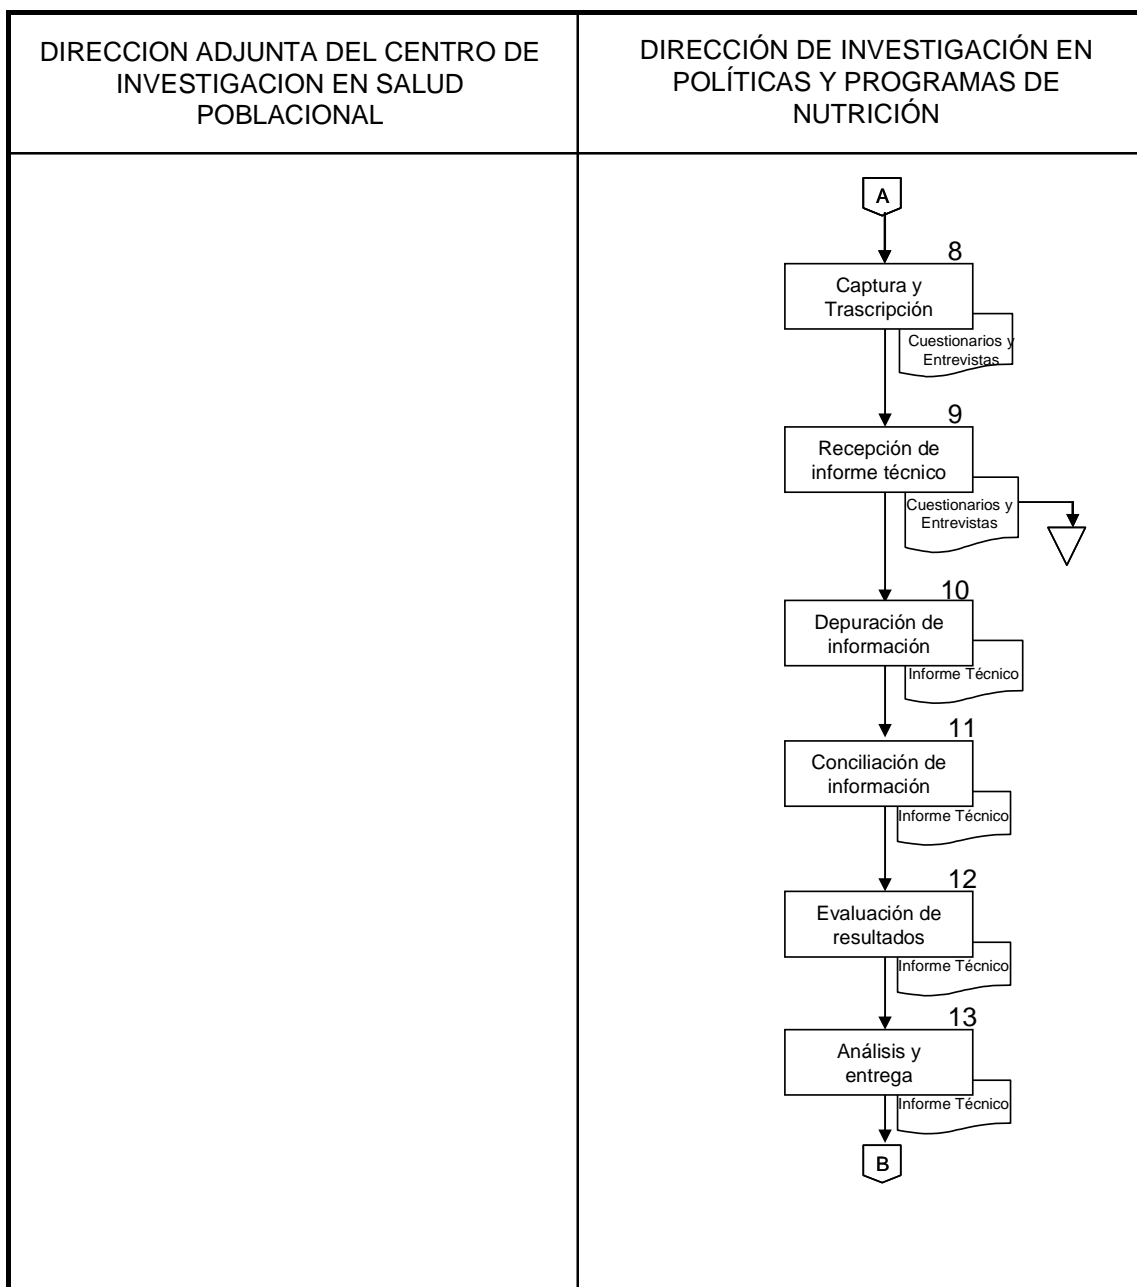 DIRECCION ADJUNTA DEL CENTRO DE
INVESTIGACION EN SALUD
POBLACIONAL
DIRECCIÓN DE INVESTIGACIÓN EN
POLÍTICAS Y PROGRAMAS DE
NUTRICIÓN
A
8
Captura y
Trascripción
Cuestionarios y
Entrevistas
9
Recepción de
informe técnico
Cuestionarios y
Entrevistas
10
Depuración de
información
Informe Técnico
11
Conciliación de
información
Informe Técnico
12
Evaluación de
resultados
Informe Técnico
13
Análisis y
entrega
Informe Técnico
B